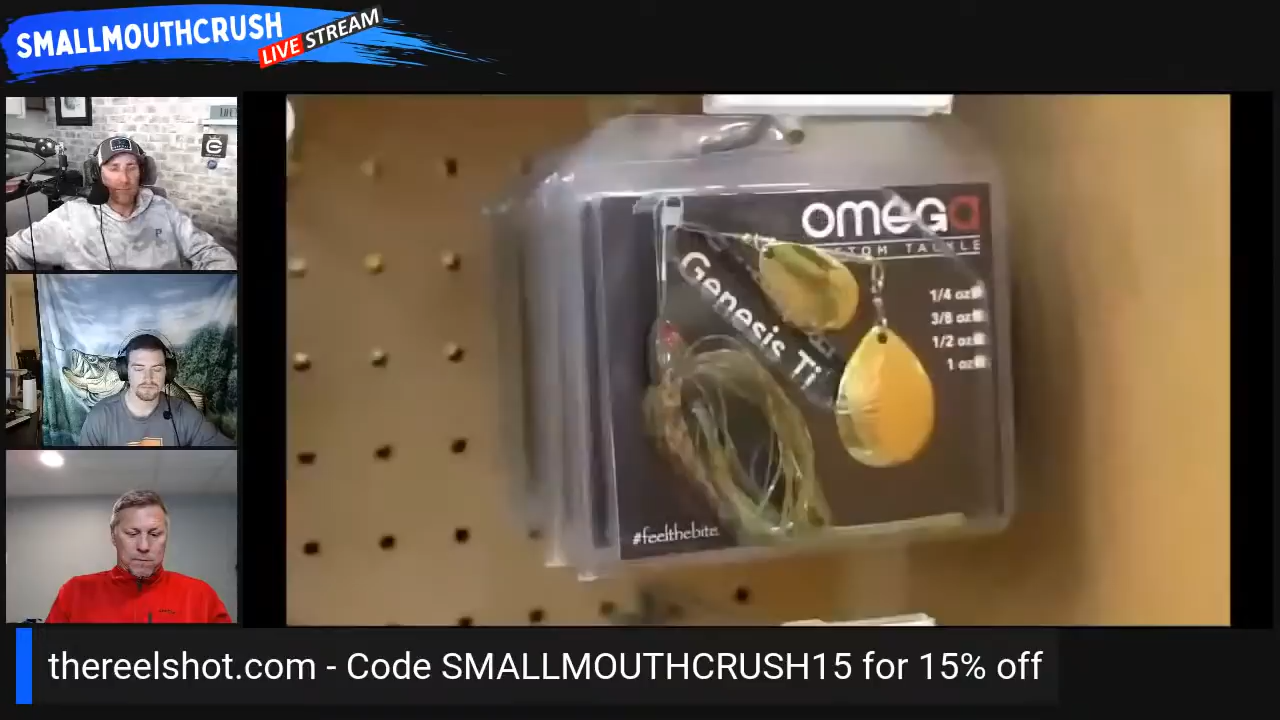 SMALLMOUTHCRUSH
LIVE STREAM
omega
TOM TACKLE
Genesis Ti
1/4 oz
3/8 oz
1/2 oz
1 oz
#feelthebite
thereelshot.com - Code SMALLMOUTHCRUSH15 for 15% off